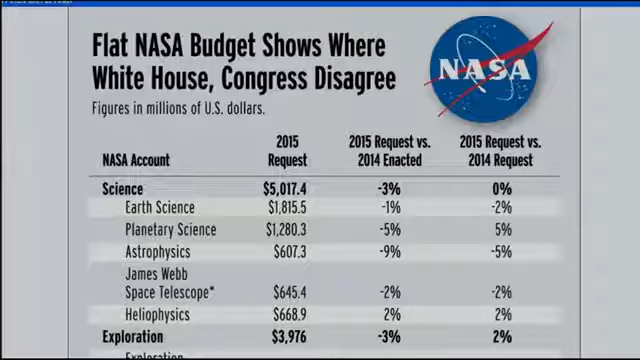 Flat NASA Budget Shows Where
White House, Congress Disagree
NASA
Figures in millions of U.S. dollars.
NASA Account 2015 Request 2015 Request vs. 2014 Enacted 2015 Request vs. 2014 Request
Science $5,017.4 -3% 0%
Earth Science $1,815.5 -1% -2%
Planetary Science $1,280.3 -5% 5%
Astrophysics $607.3 -9% -5%
James Webb
Space Telescope* $645.4 -2% -2%
Heliophysics $668.9 2% 2%
Exploration $3,976 -3% 2%
Exploration